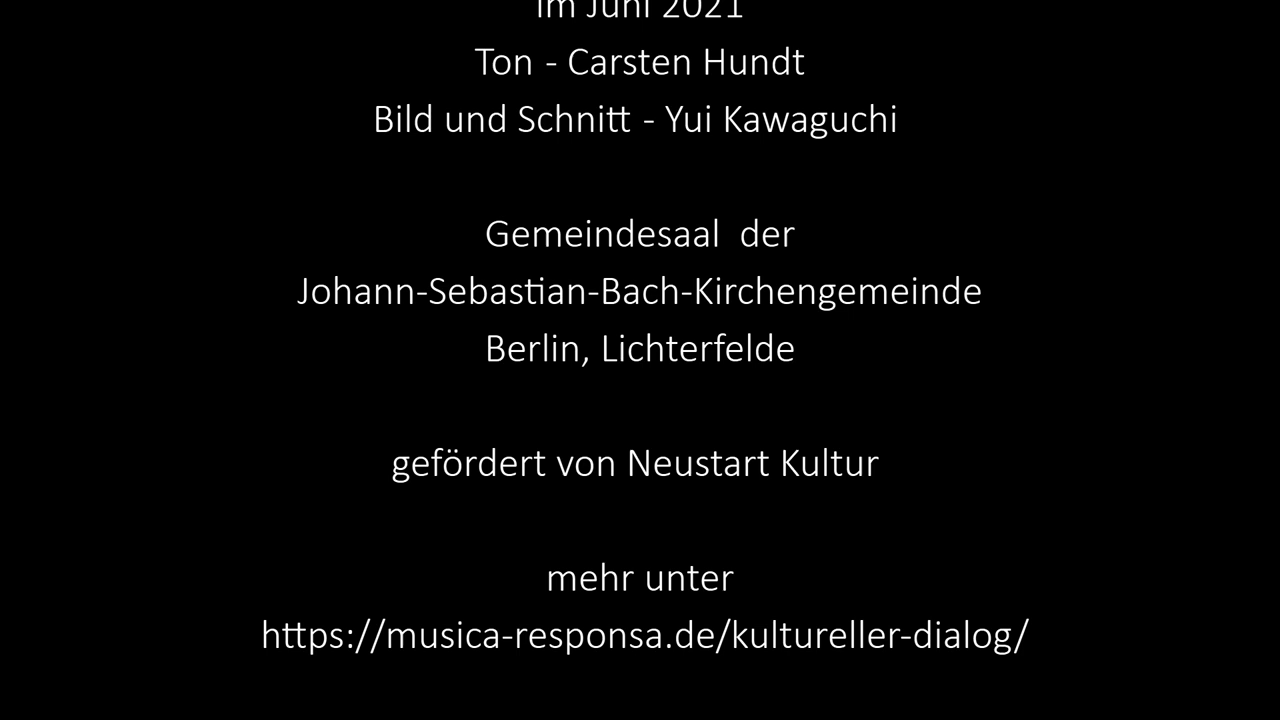 im Juni 2021
Ton - Carsten Hundt
Bild und Schnitt - Yui Kawaguchi
Gemeindesaal  der
Johann-Sebastian-Bach-Kirchengemeinde
Berlin, Lichterfelde
gefördert von Neustart Kultur
mehr unter
https://musica-responsa.de/kultureller-dialog/